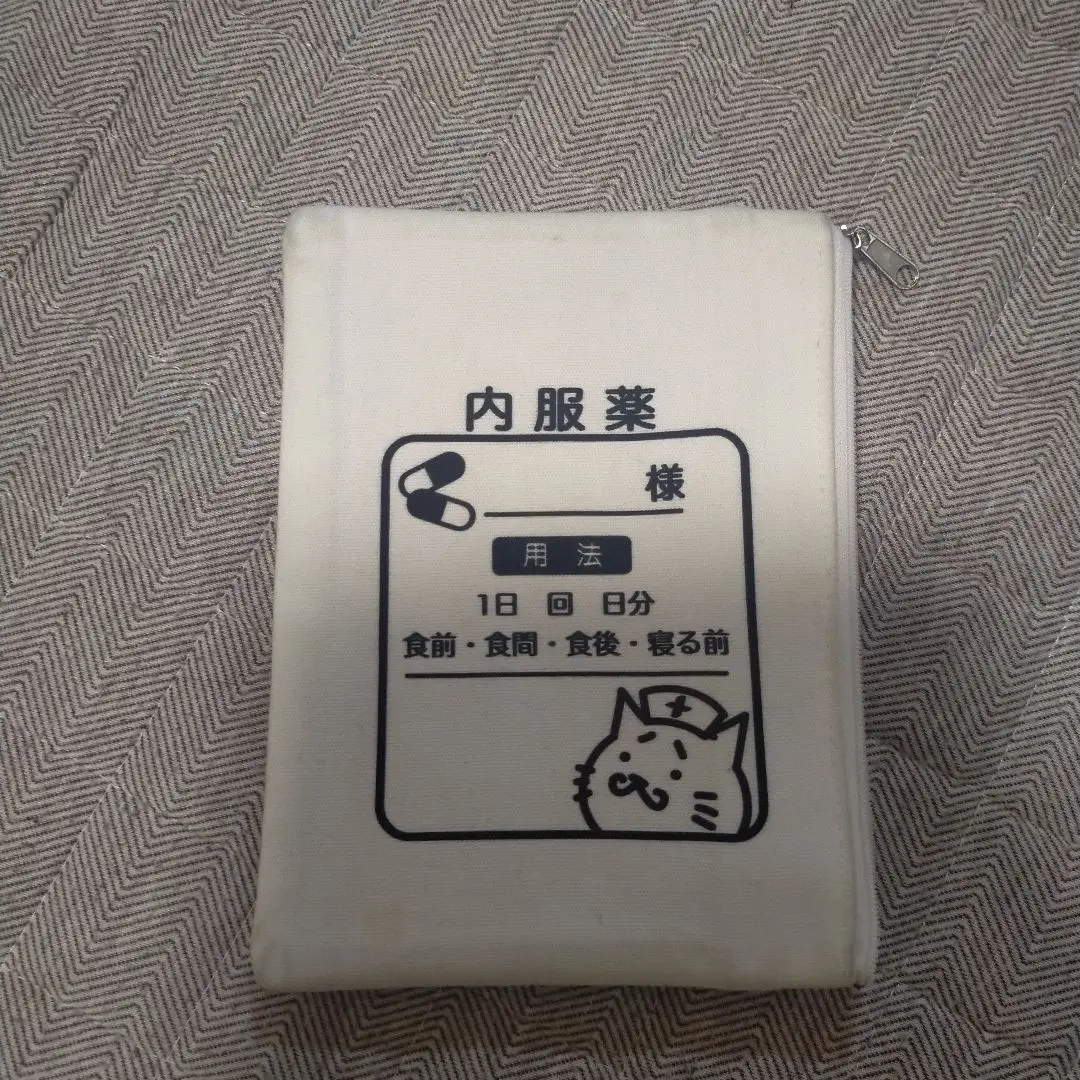 内服薬
様
用法
1日 回 日分
食前・食間・食後・寝る前